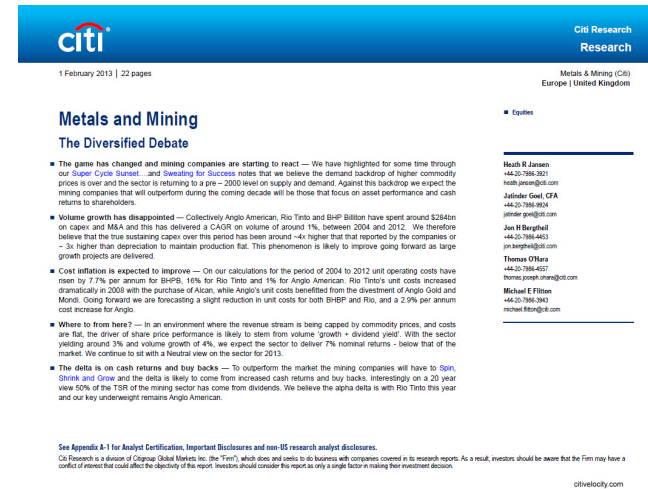 citi
Citi Research
Research
1 February 2013 | 22 pages
Metals & Mining (Citi)
Europe | United Kingdom
Metals and Mining
The Diversified Debate
■ Equities
■ The game has changed and mining companies are starting to react — We have highlighted for some time through
our Super Cycle Sunset….and Sweating for Success notes that we believe the demand backdrop of higher commodity
prices is over and the sector is returning to a pre – 2000 level on supply and demand. Against this backdrop we expect the
mining companies that will outperform during the coming decade will be those that focus on asset performance and cash
returns to shareholders.
■ Volume growth has disappointed — Collectively Anglo American, Rio Tinto and BHP Billiton have spent around $284bn
on capex and M&A and this has delivered a CAGR on volume of around 1%, between 2004 and 2012. We therefore
believe that the true sustaining capex over this period has been around ~4x higher that that reported by the companies or
~ 3x higher than depreciation to maintain production flat. This phenomenon is likely to improve going forward as large
growth projects are delivered.
■ Cost inflation is expected to improve — On our calculations for the period of 2004 to 2012 unit operating costs have
risen by 7.7% per annum for BHPB, 16% for Rio Tinto and 1% for Anglo American. Rio Tinto's unit costs increased
dramatically in 2008 with the purchase of Alcan, while Anglo's unit costs benefitted from the divestment of Anglo Gold and
Mondi. Going forward we are forecasting a slight reduction in unit costs for both BHBP and Rio, and a 2.9% per annum
cost increase for Anglo.
■ Where to from here? — In an environment where the revenue stream is being capped by commodity prices, and costs
are flat, the driver of share price performance is likely to stem from volume 'growth + dividend yield'. With the sector
yielding around 3% and volume growth of 4%, we expect the sector to deliver 7% nominal returns - below that of the
market. We continue to sit with a Neutral view on the sector for 2013.
■ The delta is on cash returns and buy backs — To outperform the market the mining companies will have to Spin,
Shrink and Grow and the delta is likely to come from increased cash returns and buy backs. Interestingly on a 20 year
view 50% of the TSR of the mining sector has come from dividends. We believe the alpha delta is with Rio Tinto this year
and our key underweight remains Anglo American.
Heath R Jansen
+44-20-7986-3921
heath.jansen@citi.com
Jatinder Goel, CFA
+44-20-7986-9824
jatinder.goel@citi.com
Jon H Bergtheil
+44-20-7986-4453
jon.bergtheil@citi.com
Thomas O'Hara
+44-20-7986-4557
thomas.joseph.ohara@citi.com
Michael E Flitton
+44-20-7986-3943
michael.flitton@citi.com
See Appendix A-1 for Analyst Certification, Important Disclosures and non-US research analyst disclosures.
Citi Research is a division of Citigroup Global Markets Inc. (the "Firm"), which does and seeks to do business with companies covered in its research reports. As a result, investors should be aware that the Firm may have a
conflict of interest that could affect the objectivity of this report. Investors should consider this report as only a single factor in making their investment decision.
citivelocity.com